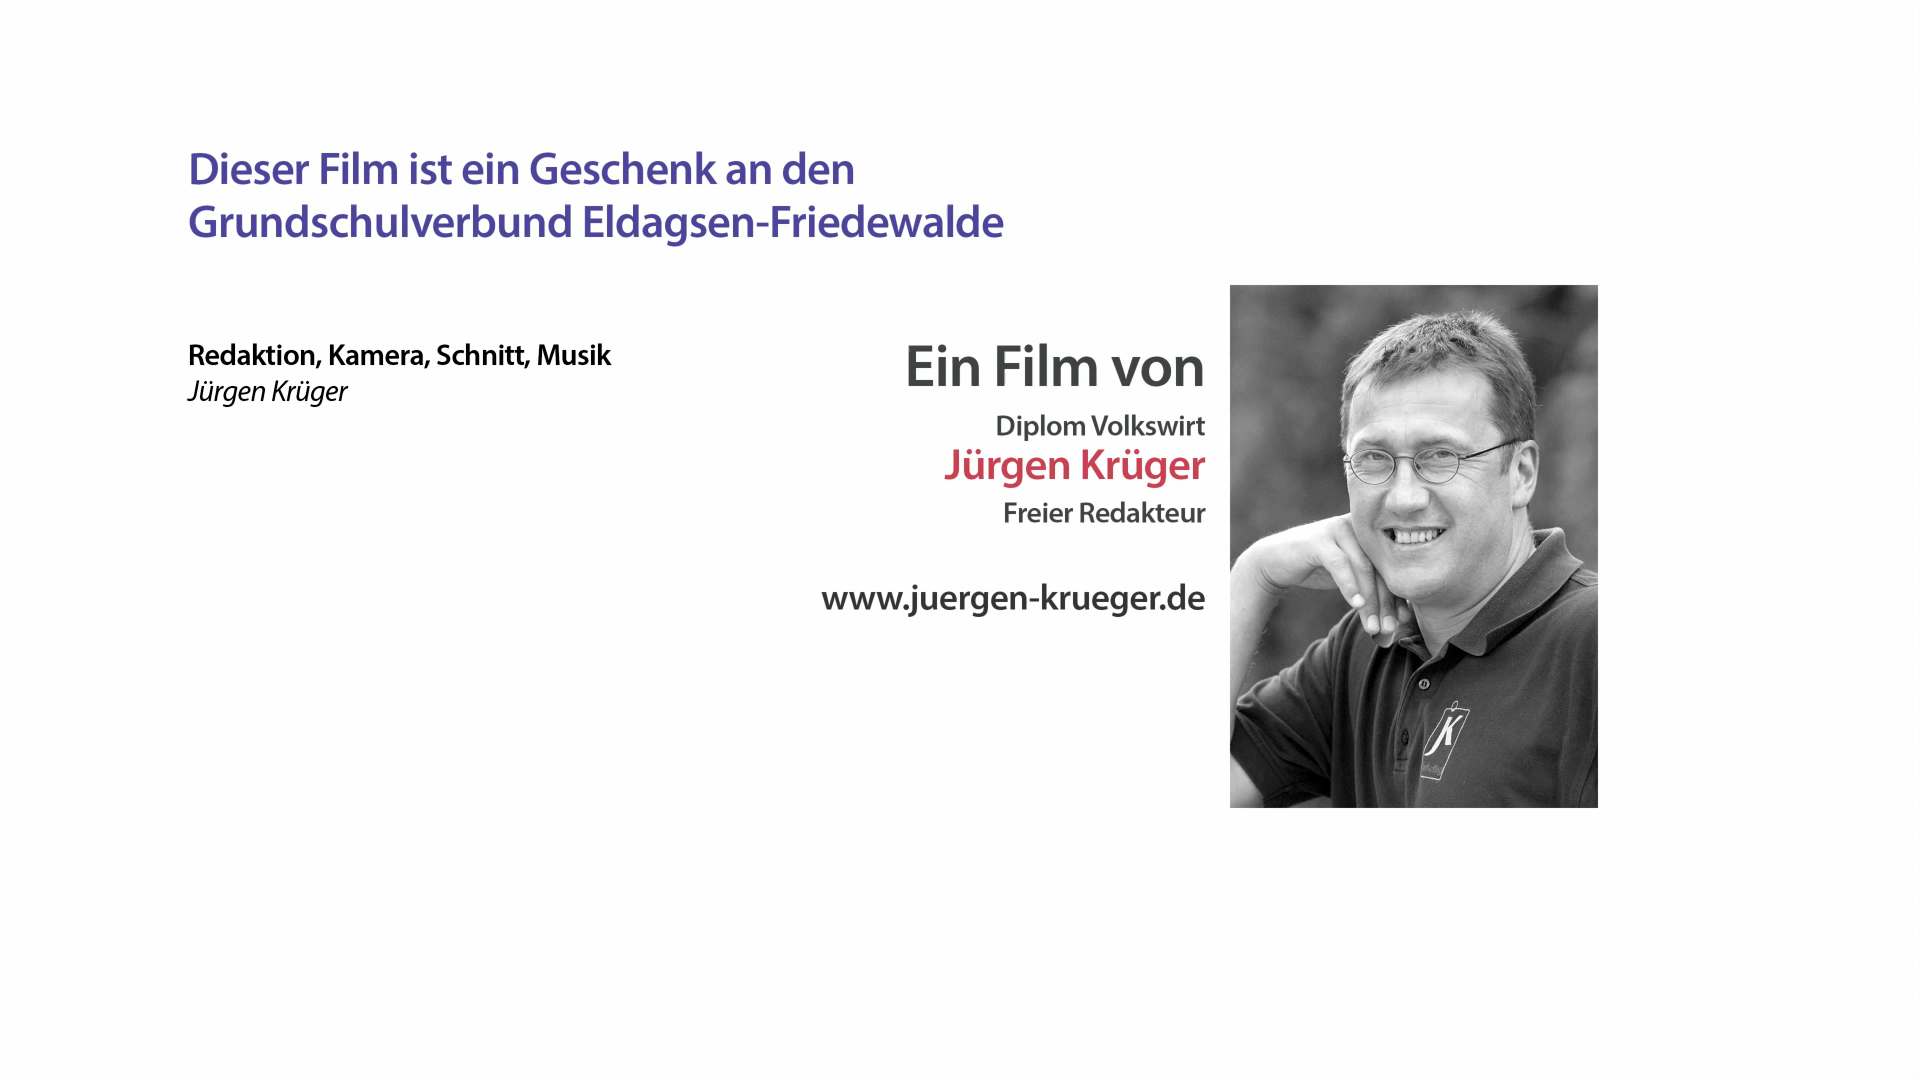 Dieser Film ist ein Geschenk an den
Grundschulverbund Eldagsen-Friedewalde
Redaktion, Kamera, Schnitt, Musik
Jürgen Krüger
Ein Film von
Diplom Volkswirt
Jürgen Krüger
Freier Redakteur
www.juergen-krueger.de
JK